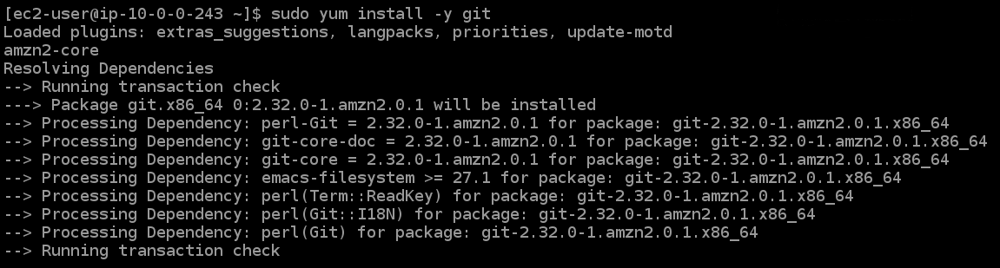 [ec2-user@ip-10-0-0-243 ~]$ sudo yum install -y git
Loaded plugins: extras_suggestions, langpacks, priorities, update-motd
amzn2-core
Resolving Dependencies
--> Running transaction check
---> Package git.x86_64 0:2.32.0-1.amzn2.0.1 will be installed
--> Processing Dependency: perl-Git = 2.32.0-1.amzn2.0.1 for package: git-2.32.0-1.amzn2.0.1.x86_64
--> Processing Dependency: git-core-doc = 2.32.0-1.amzn2.0.1 for package: git-2.32.0-1.amzn2.0.1.x86_64
--> Processing Dependency: git-core = 2.32.0-1.amzn2.0.1 for package: git-2.32.0-1.amzn2.0.1.x86_64
--> Processing Dependency: emacs-filesystem >= 27.1 for package: git-2.32.0-1.amzn2.0.1.x86_64
--> Processing Dependency: perl(Term::ReadKey) for package: git-2.32.0-1.amzn2.0.1.x86_64
--> Processing Dependency: perl(Git::I18N) for package: git-2.32.0-1.amzn2.0.1.x86_64
--> Processing Dependency: perl(Git) for package: git-2.32.0-1.amzn2.0.1.x86_64
--> Running transaction check